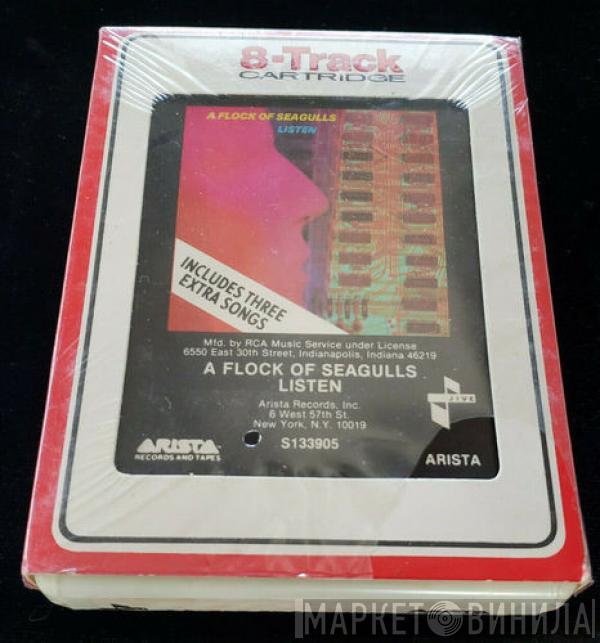 8-Track
CARTRIDGE
A FLOCK OF SEAGULLS
LISTEN
INCLUDES THREE
EXTRA SONGS
Mfd. by RCA Music Service under License
6550 East 30th Street, Indianapolis, Indiana 46219
A FLOCK OF SEAGULLS
LISTEN
JIVE
Arista Records, Inc.
6 West 57th St.
New York, N.Y. 10019
ARISTA
RECORDS AND TAPES
S133905
ARISTA
МАРКЕТ ВИНИЛА